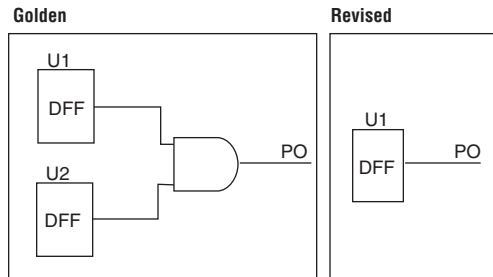 Golden
U1
DFF
U2
DFF
PO
Revised
U1
DFF
PO